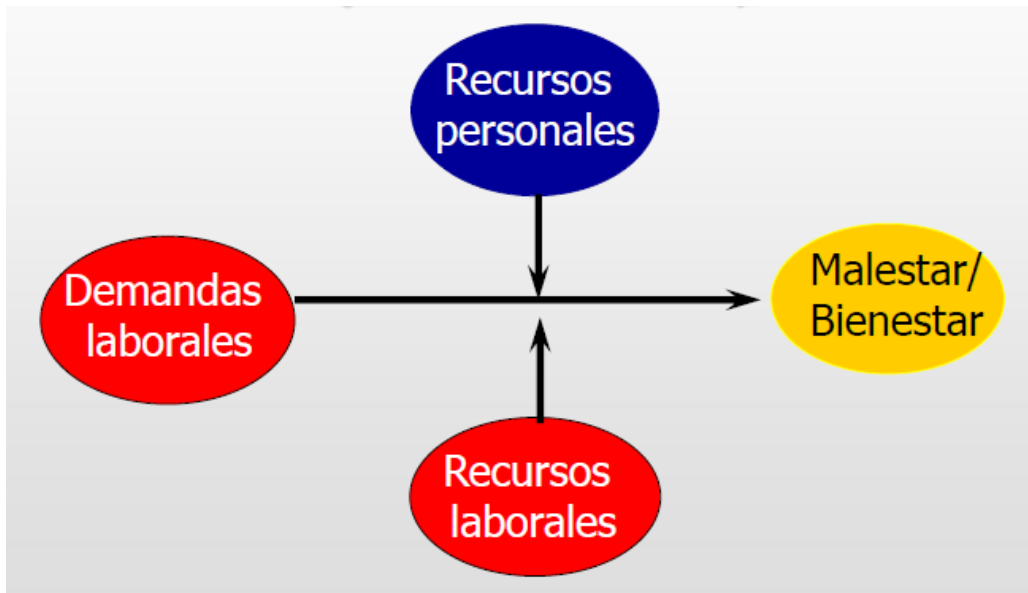 Recursos
personales
Demandas
laborales
Malestar/
Bienestar
Recursos
laborales